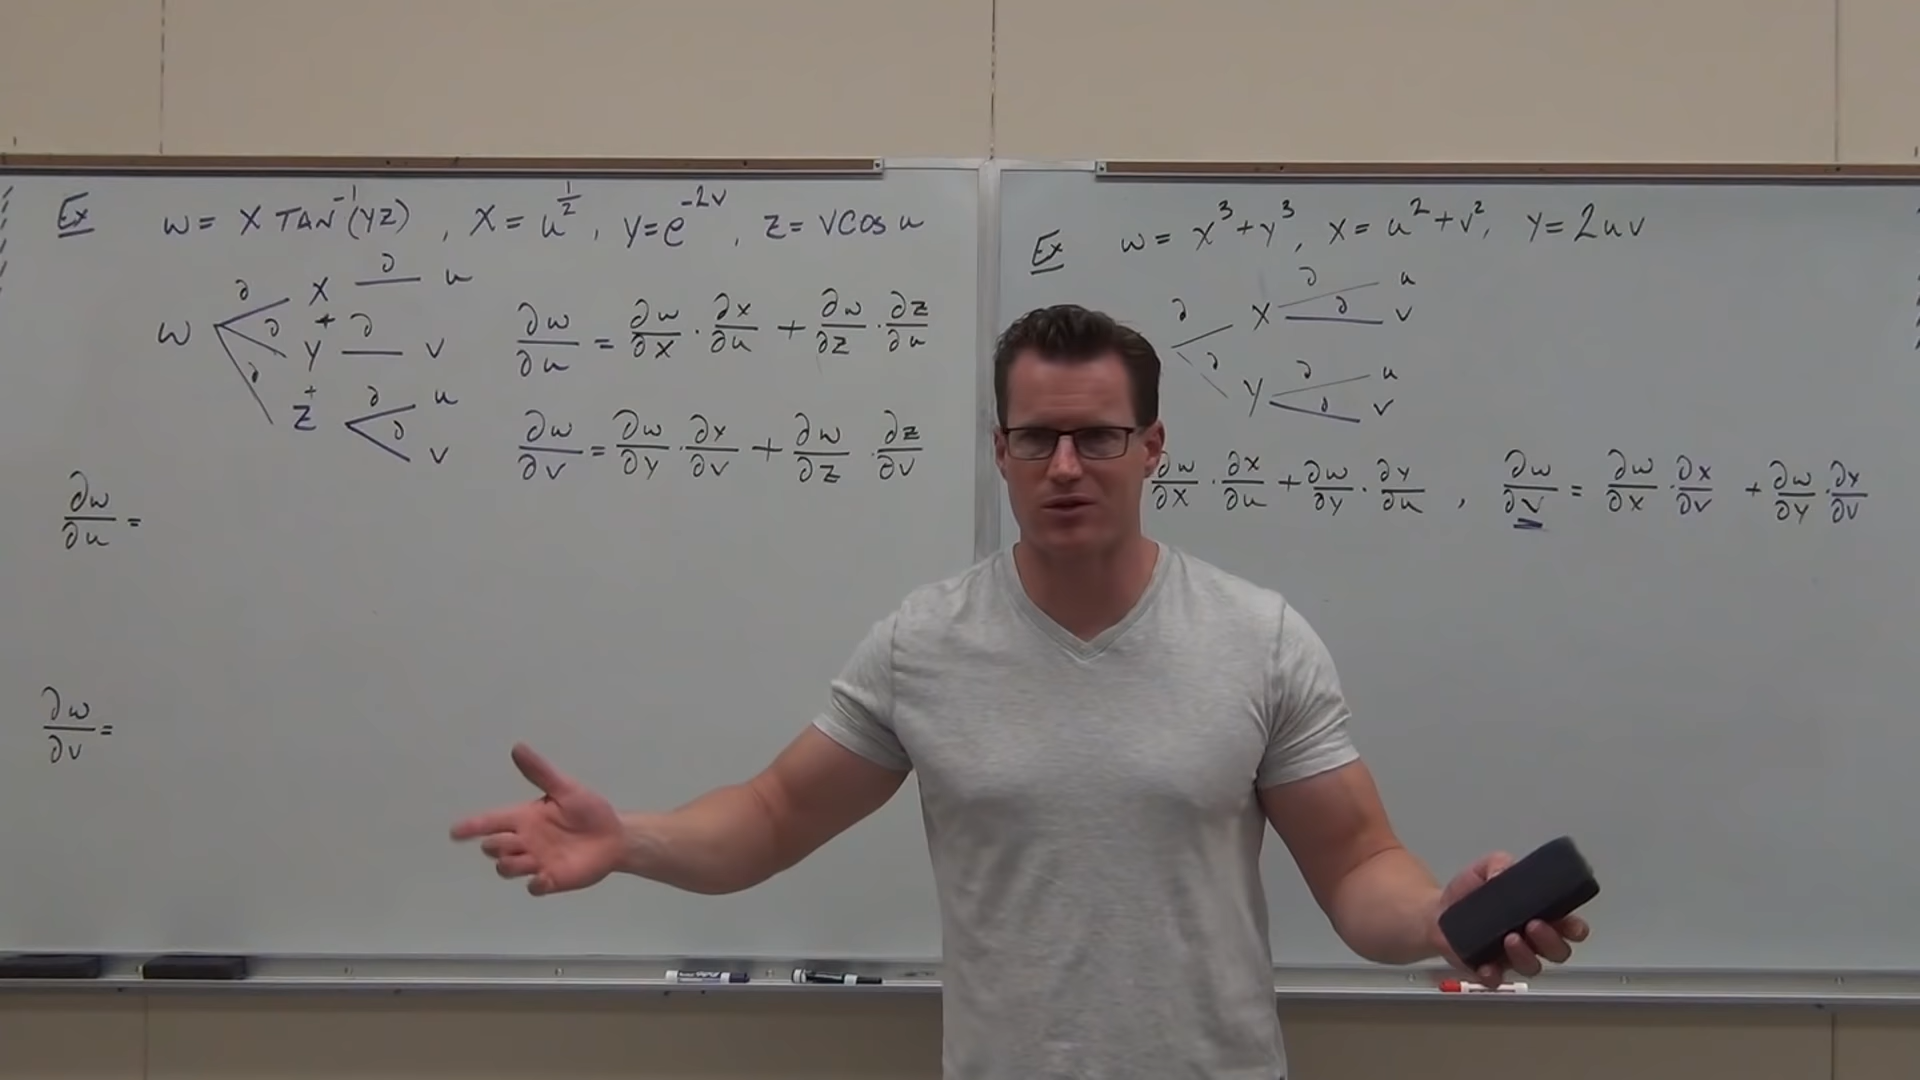 Ex w = x TAN⁻¹(yz), x = u^{1/2}, y = e^{-2v}, z = v cos u
∂ x ∂ u
w ∂ + y ∂ v
∂ + z ∂ u
∂ v
∂w/∂u = ∂w/∂x · ∂x/∂u + ∂w/∂z · ∂z/∂u
∂w/∂v = ∂w/∂y · ∂x/∂v + ∂w/∂z · ∂z/∂v
∂w/∂u =
∂w/∂v =
Ex w = x³ + y³, x = u² + v², y = 2uv
∂ x ∂ u
∂ v
∂ y ∂ u
∂ v
∂w/∂x · ∂x/∂u + ∂w/∂y · ∂y/∂u , ∂w/∂v = ∂w/∂x · ∂x/∂v + ∂w/∂y · ∂y/∂v